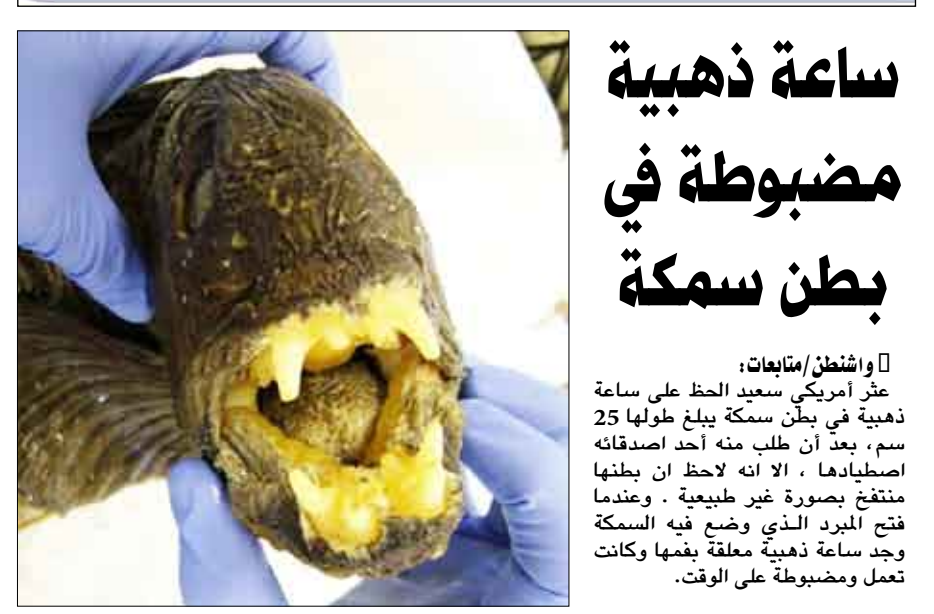 ساعة ذهبية
مضبوطة في
بطن سمكة
واشنطن/متابعات:
عثر أمريكي سعيد الحظ على ساعة
ذهبية في بطن سمكة يبلغ طولها 25
سم، بعد أن طلب منه أحد اصدقائه
اصطيادها ، الا انه لاحظ ان بطنها
منتفخ بصورة غير طبيعية . وعندما
فتح المبرد الـذي وضـع فيه السمكة
وجد ساعة ذهبية معلقة بفمها وكانت
تعمل ومضبوطة على الوقت.